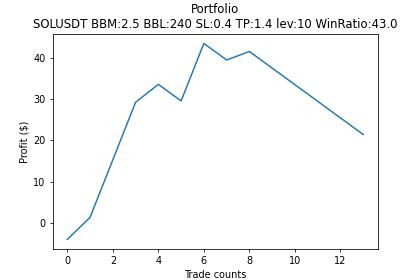 Portfolio
SOLUSDT BBM:2.5 BBL:240 SL:0.4 TP:1.4 lev:10 WinRatio:43.0
40
30
20
10
0
Profit ($)
0 2 4 6 8 10 12
Trade counts